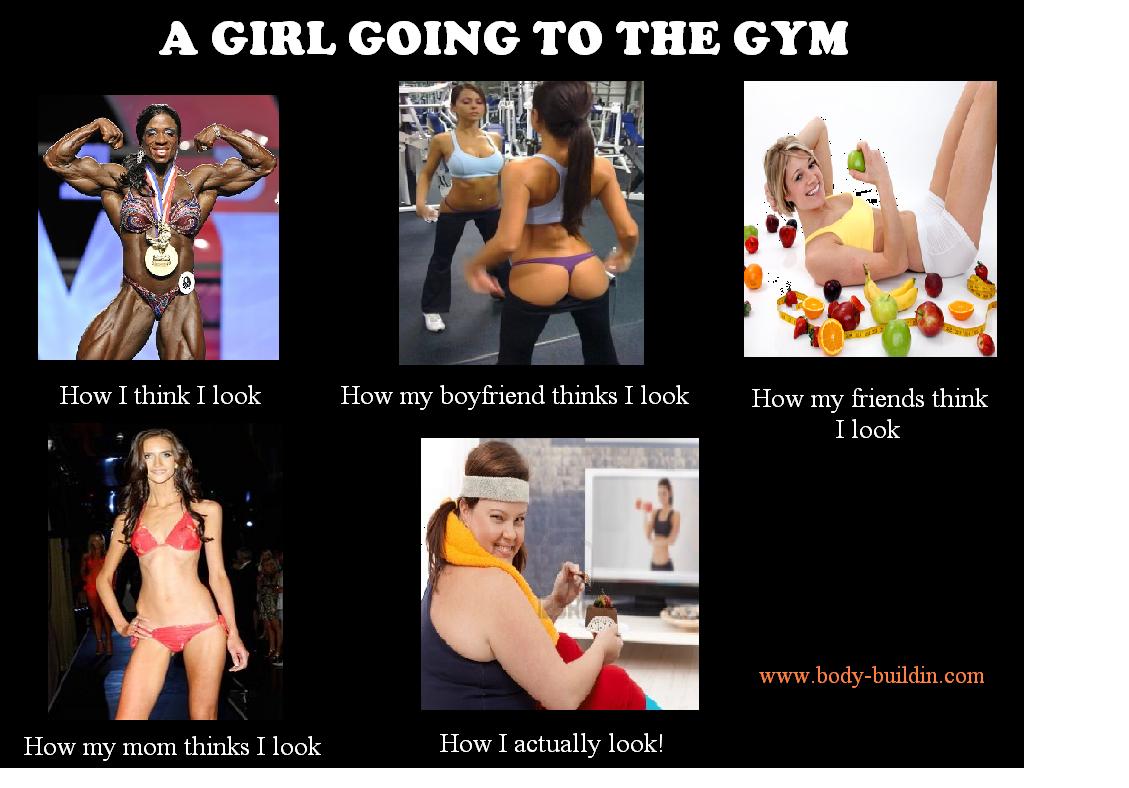 A GIRL GOING TO THE GYM
How I think I look
How my boyfriend thinks I look
How my friends think
I look
How my mom thinks I look
How I actually look!
www.body-buildin.com